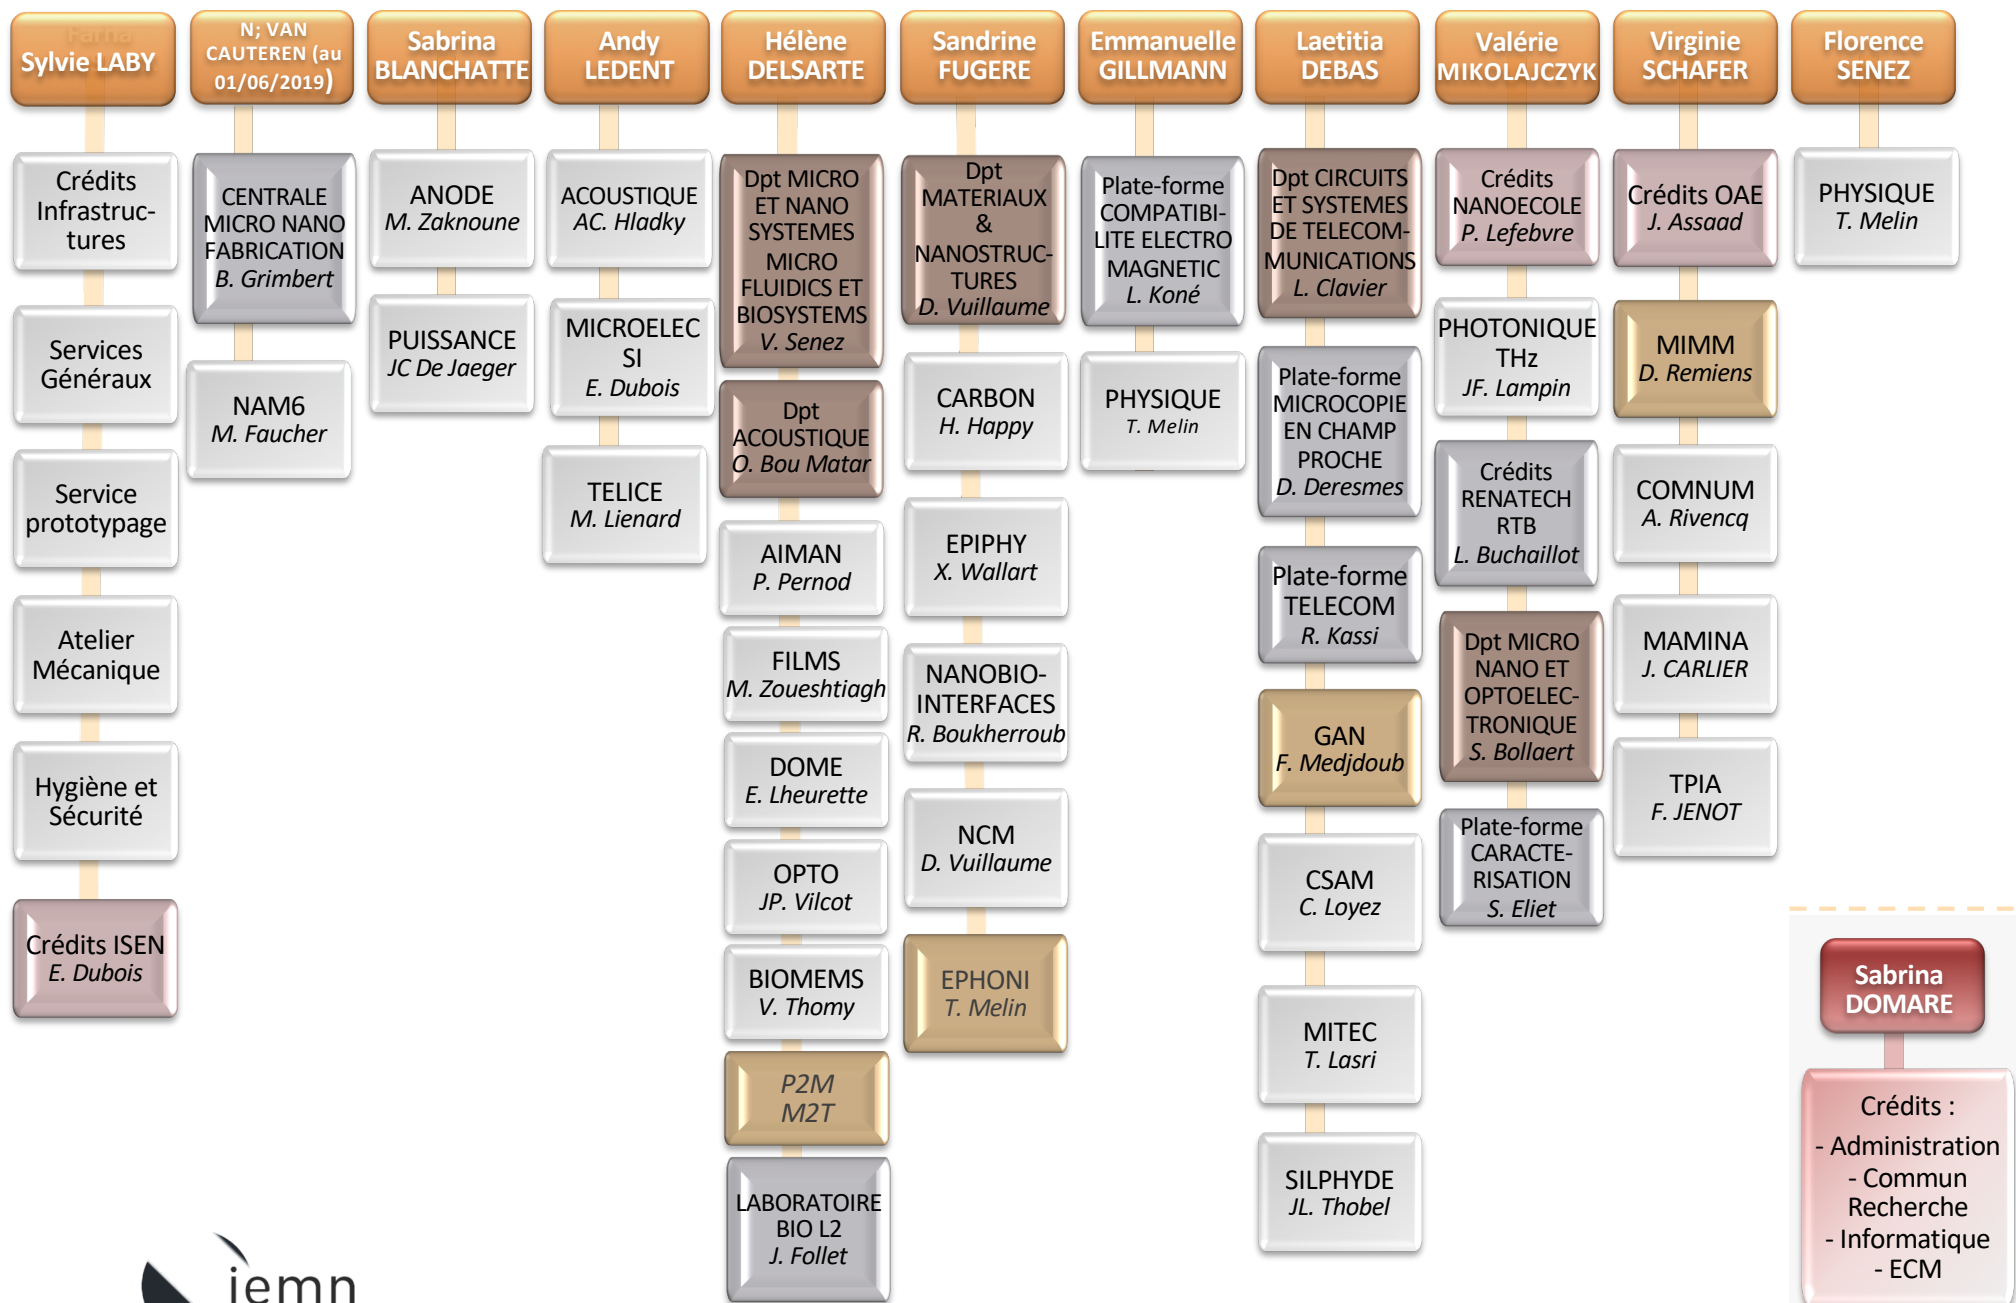 Farha
Sylvie LABY
Crédits
Infrastruc-
tures
Services
Généraux
Service
prototypage
Atelier
Mécanique
Hygiène et
Sécurité
Crédits ISEN
E. Dubois
N; VAN
CAUTEREN (au
01/06/2019)
CENTRALE
MICRO NANO
FABRICATION
B. Grimbert
NAM6
M. Faucher
Sabrina
BLANCHATTE
ANODE
M. Zaknoune
PUISSANCE
JC De Jaeger
Andy
LEDENT
ACOUSTIQUE
AC. Hladky
MICROELEC
SI
E. Dubois
TELICE
M. Lienard
Hélène
DELSARTE
Dpt MICRO
ET NANO
SYSTEMES
MICRO
FLUIDICS ET
BIOSYSTEMS
V. Senez
Dpt
ACOUSTIQUE
O. Bou Matar
AIMAN
P. Pernod
FILMS
M. Zoueshtiagh
DOME
E. Lheurette
OPTO
JP. Vilcot
BIOMEMS
V. Thomy
P2M
M2T
LABORATOIRE
BIO L2
J. Follet
Sandrine
FUGERE
Dpt
MATERIAUX
&
NANOSTRUC-
TURES
D. Vuillaume
CARBON
H. Happy
EPIPHY
X. Wallart
NANOBIO-
INTERFACES
R. Boukherroub
NCM
D. Vuillaume
EPHONI
T. Melin
Emmanuelle
GILLMANN
Plate-forme
COMPATIBI-
LITE ELECTRO
MAGNETIC
L. Koné
PHYSIQUE
T. Melin
Laetitia
DEBAS
Dpt CIRCUITS
ET SYSTEMES
DE TELECOM-
MUNICATIONS
L. Clavier
Plate-forme
MICROCOPIE
EN CHAMP
PROCHE
D. Deresmes
Plate-forme
TELECOM
R. Kassi
GAN
F. Medjdoub
CSAM
C. Loyez
MITEC
T. Lasri
SILPHYDE
JL. Thobel
Valérie
MIKOLAJCZYK
Crédits
NANOECOLE
P. Lefebvre
PHOTONIQUE
THz
JF. Lampin
Crédits
RENATECH
RTB
L. Buchaillot
Dpt MICRO
NANO ET
OPTOELEC-
TRONIQUE
S. Bollaert
Plate-forme
CARACTE-
RISATION
S. Eliet
Virginie
SCHAFER
Crédits OAE
J. Assaad
MIMM
D. Remiens
COMNUM
A. Rivencq
MAMINA
J. CARLIER
TPIA
F. JENOT
Florence
SENEZ
PHYSIQUE
T. Melin
Sabrina
DOMARE
Crédits :
- Administration
- Commun
Recherche
- Informatique
- ECM
iemn